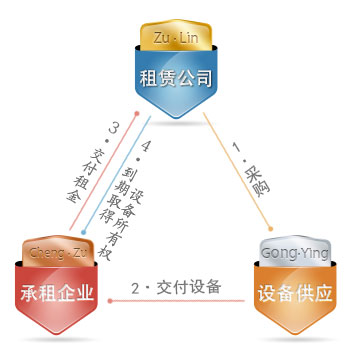 Zu · Lin
租赁公司
3 · 交付租金
4 · 到期取得
设备所有权
1 · 采购
Cheng · Zu
承租企业
2 · 交付设备
Gong · Ying
设备供应